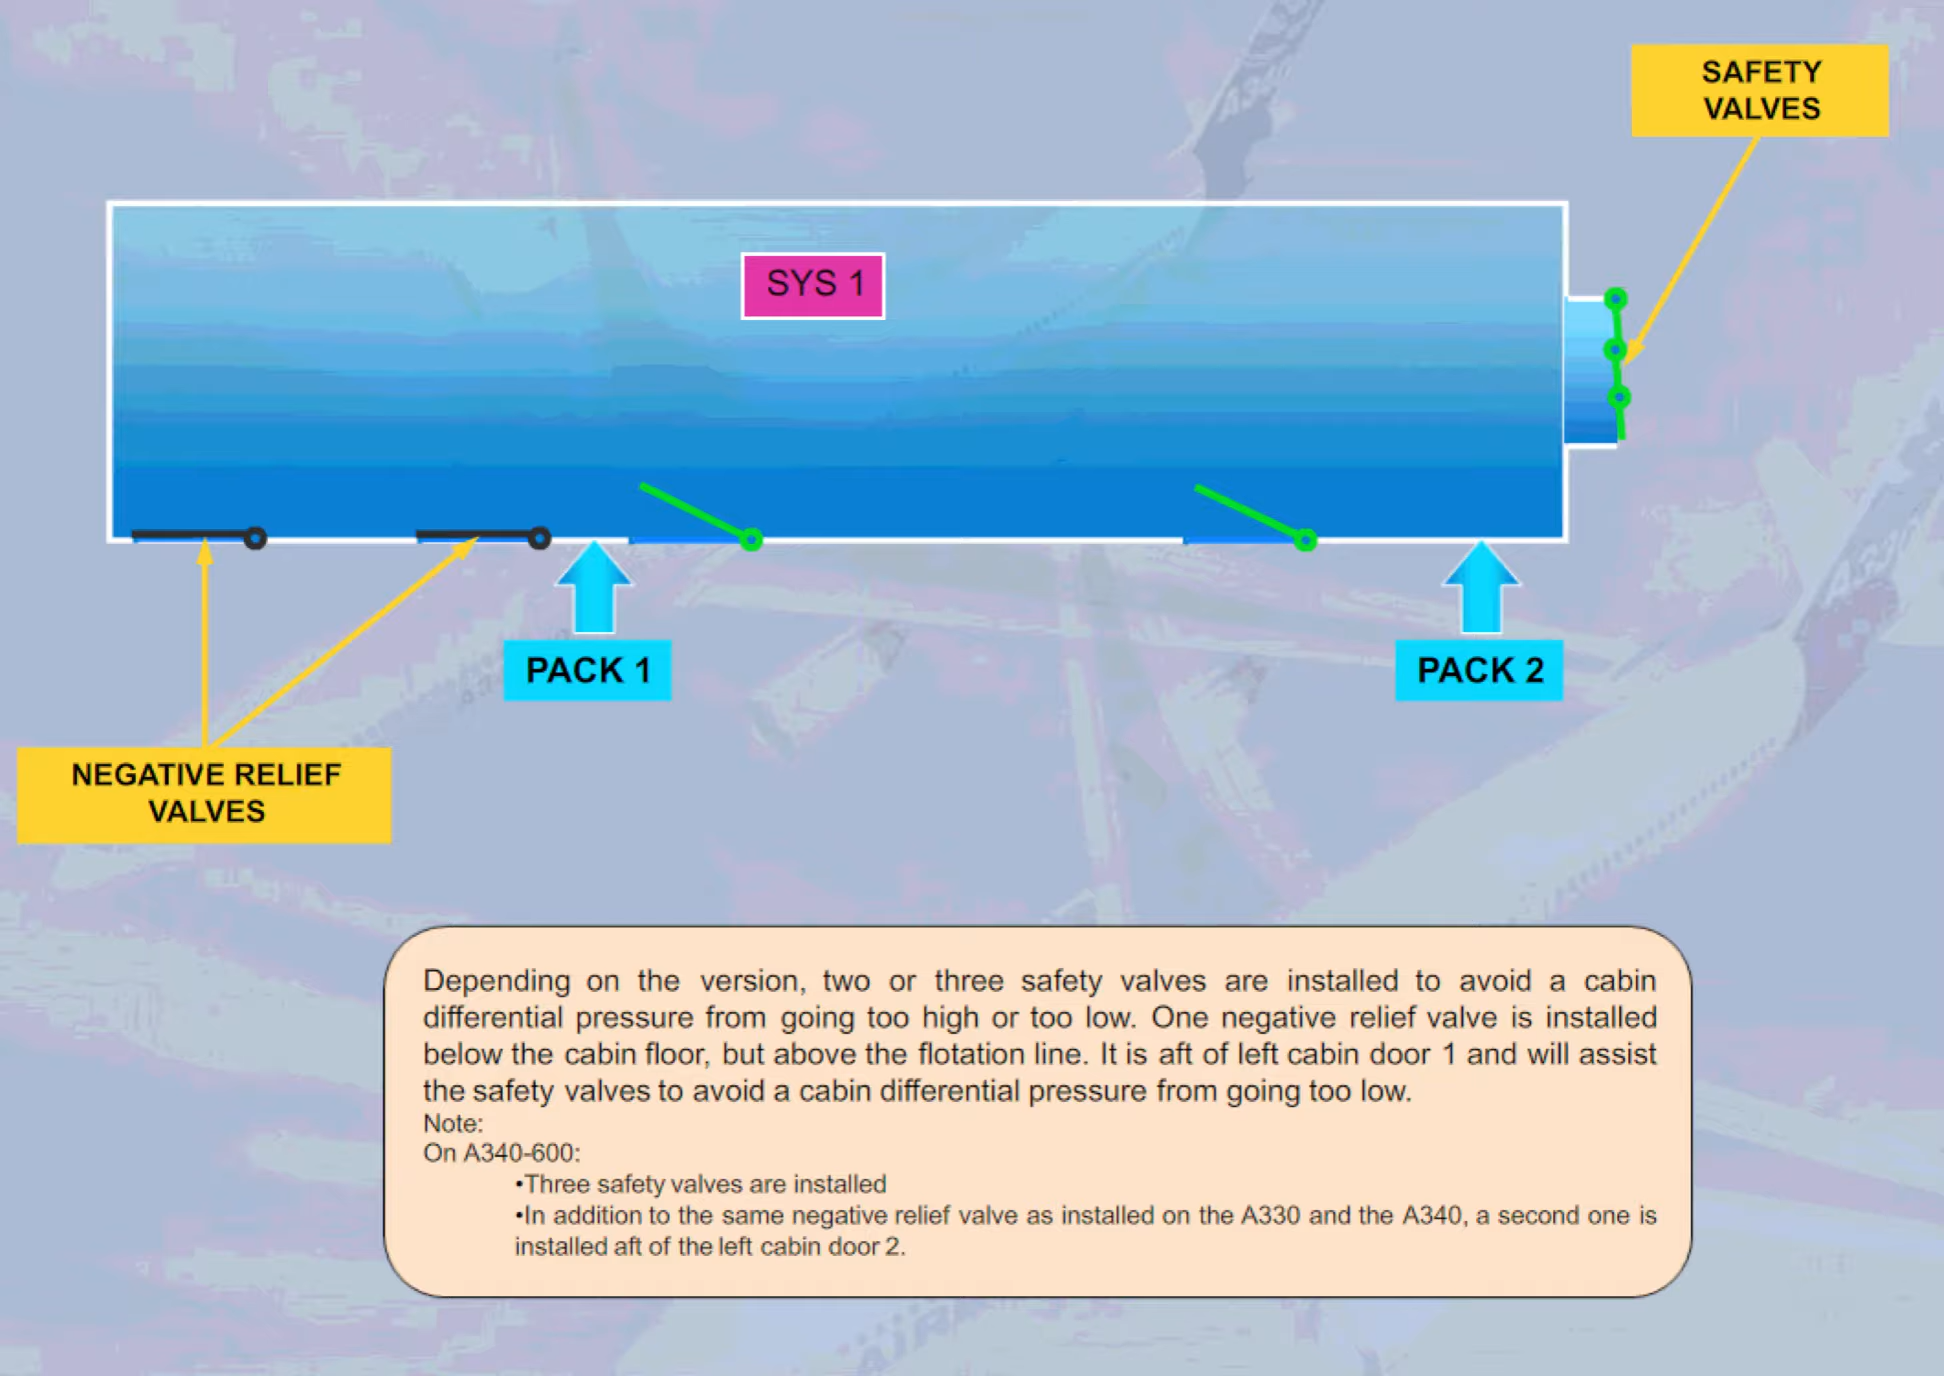 SAFETY
VALVES
SYS 1
PACK 1
PACK 2
NEGATIVE RELIEF
VALVES
Depending on the version, two or three safety valves are installed to avoid a cabin
differential pressure from going too high or too low. One negative relief valve is installed
below the cabin floor, but above the flotation line. It is aft of left cabin door 1 and will assist
the safety valves to avoid a cabin differential pressure from going too low.
Note:
On A340-600:
•Three safety valves are installed
•In addition to the same negative relief valve as installed on the A330 and the A340, a second one is
installed aft of the left cabin door 2.